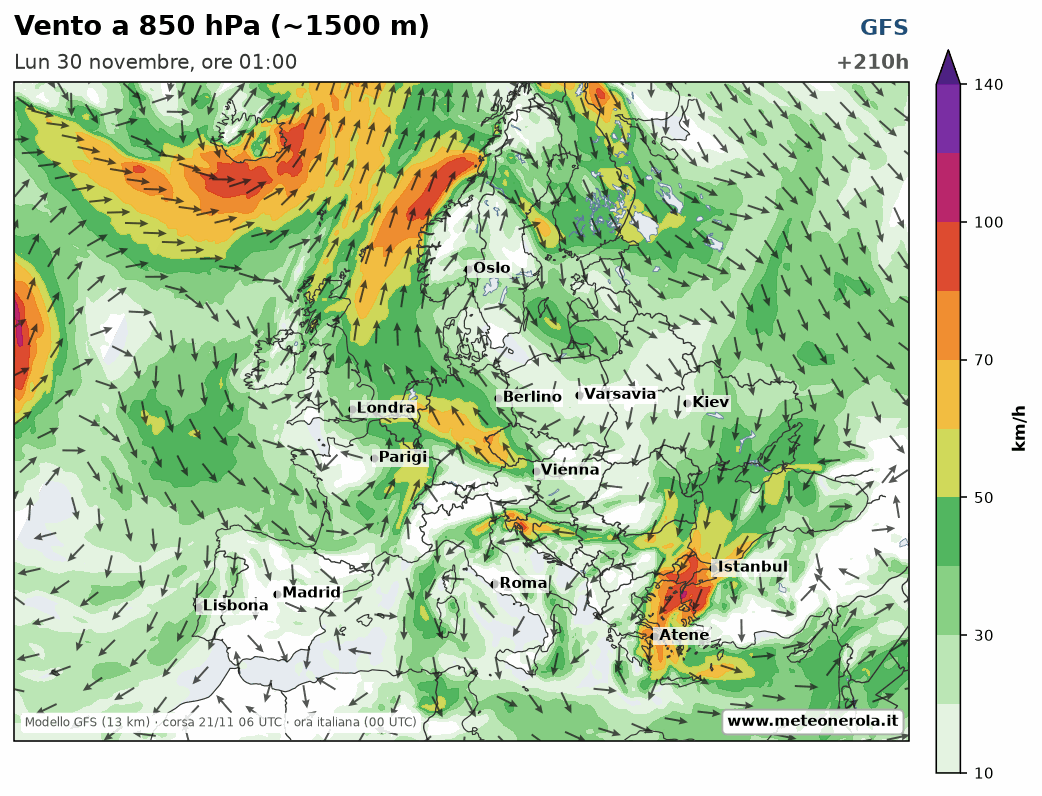 Vento a 850 hPa (~1500 m)
GFS
Lun 30 novembre, ore 01:00
+210h
140
100
70
50
30
10
km/h
Oslo
Berlino
Varsavia
Kiev
Londra
Parigi
Vienna
Istanbul
Roma
Madrid
Lisbona
Atene
Modello GFS (13 km) · corsa 21/11 06 UTC · ora italiana (00 UTC)
www.meteonerola.it